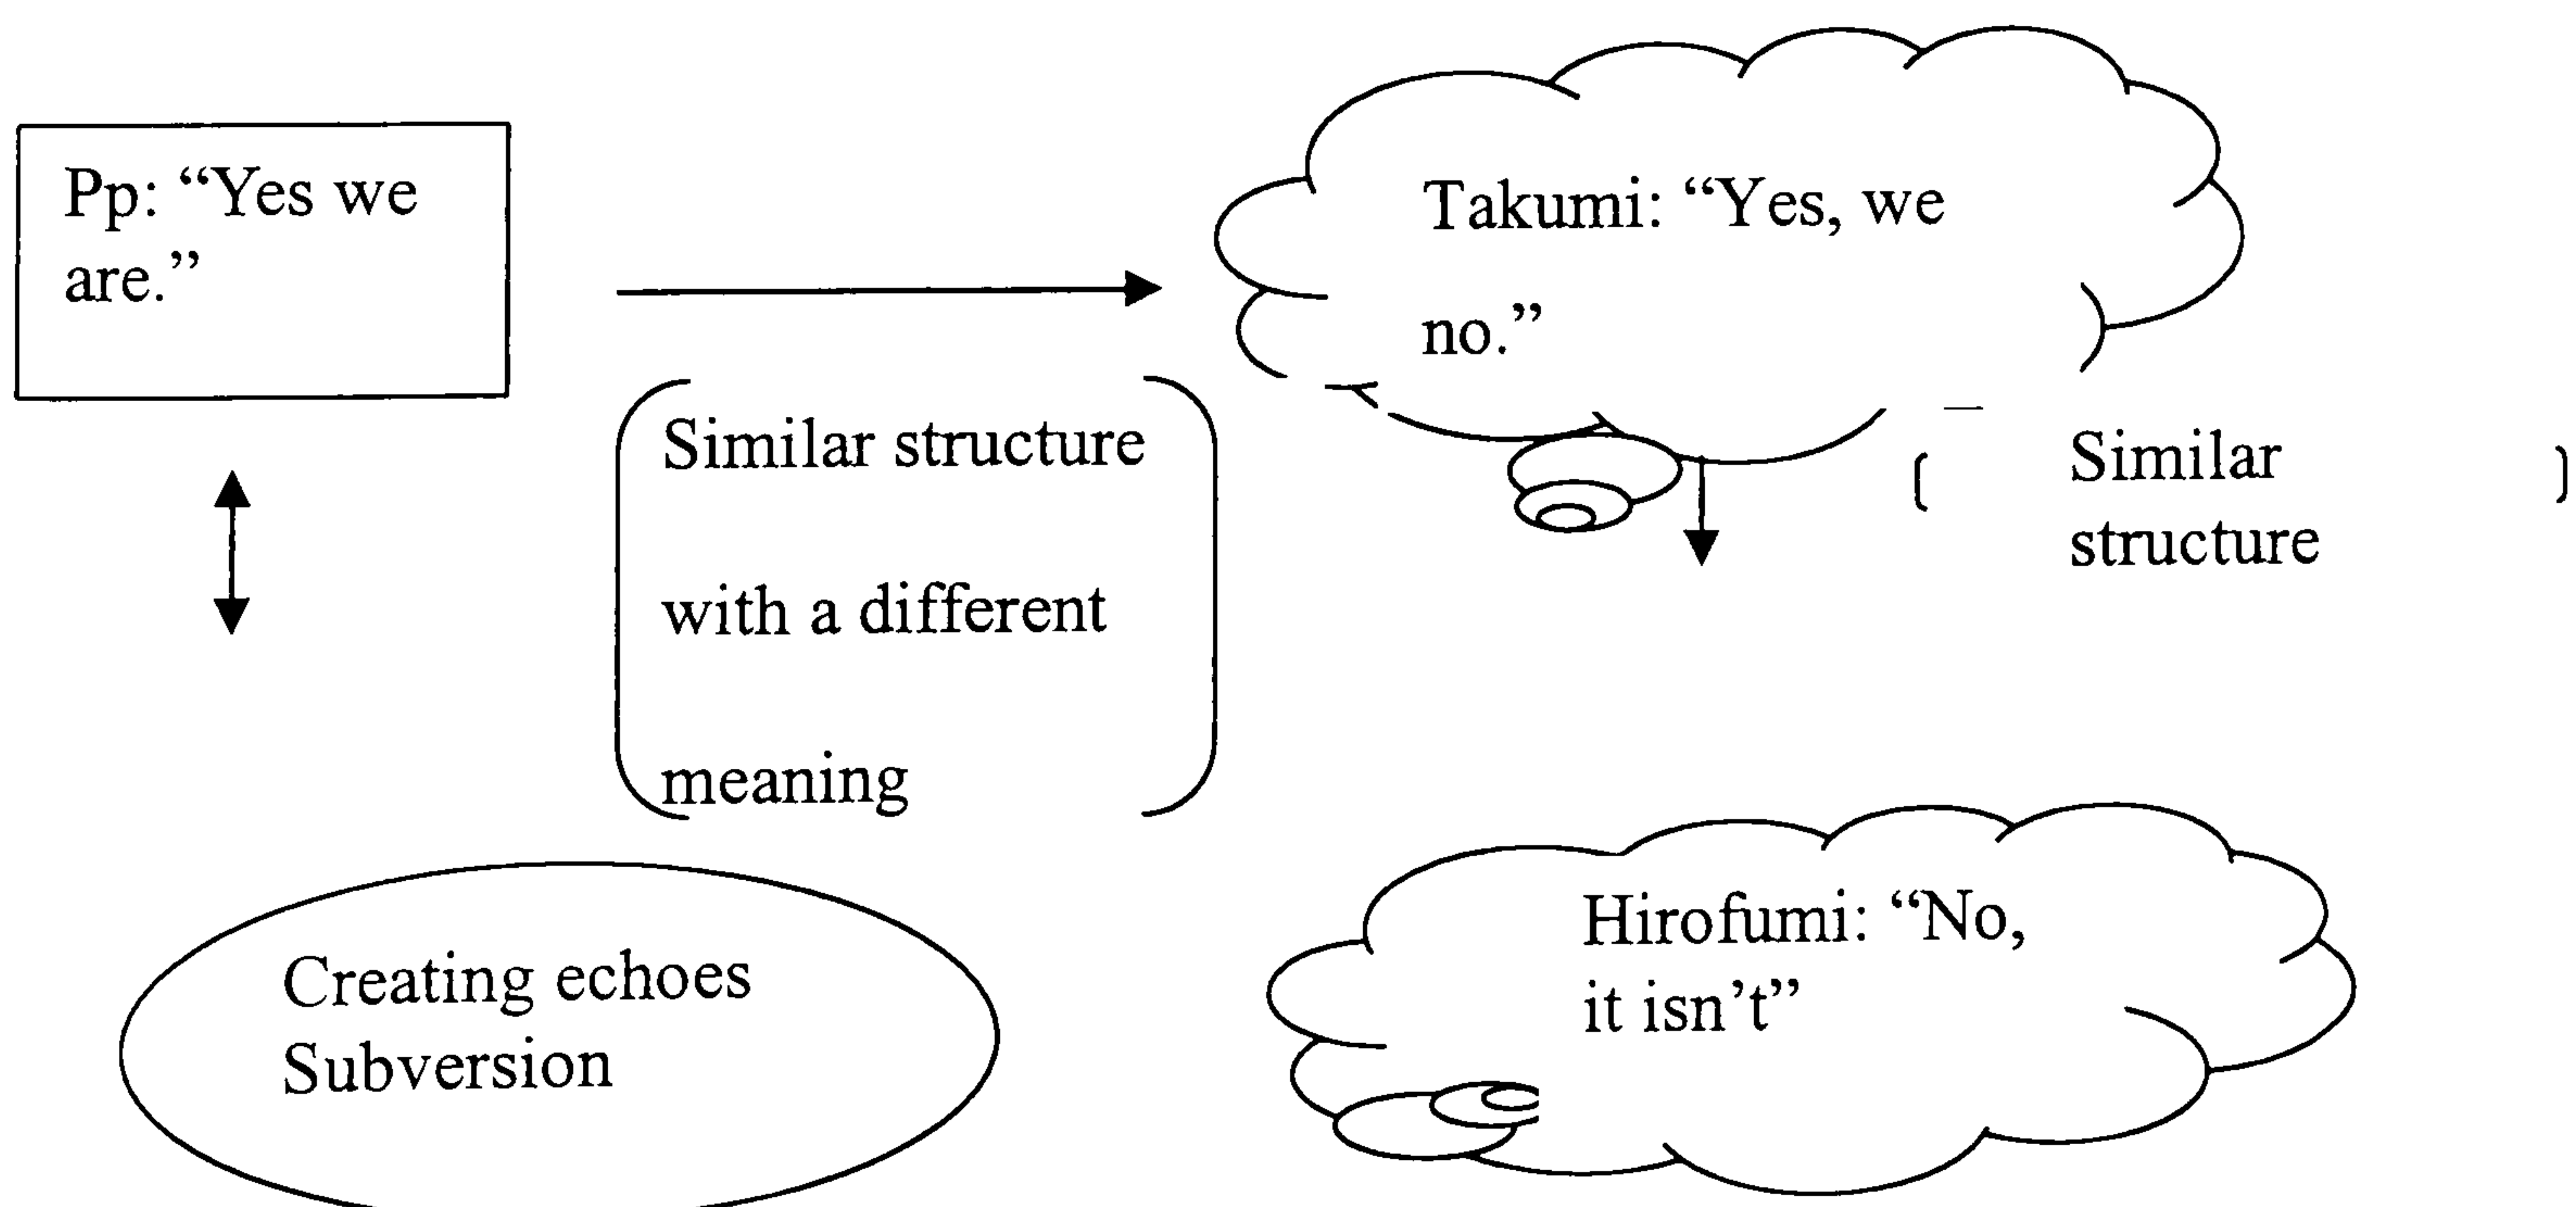 Pp: “Yes we
are.”
Takumi: “Yes, we
no.”
Similar structure
with a different
meaning
Similar
structure
Creating echoes
Subversion
Hirofumi: “No,
it isn’t”